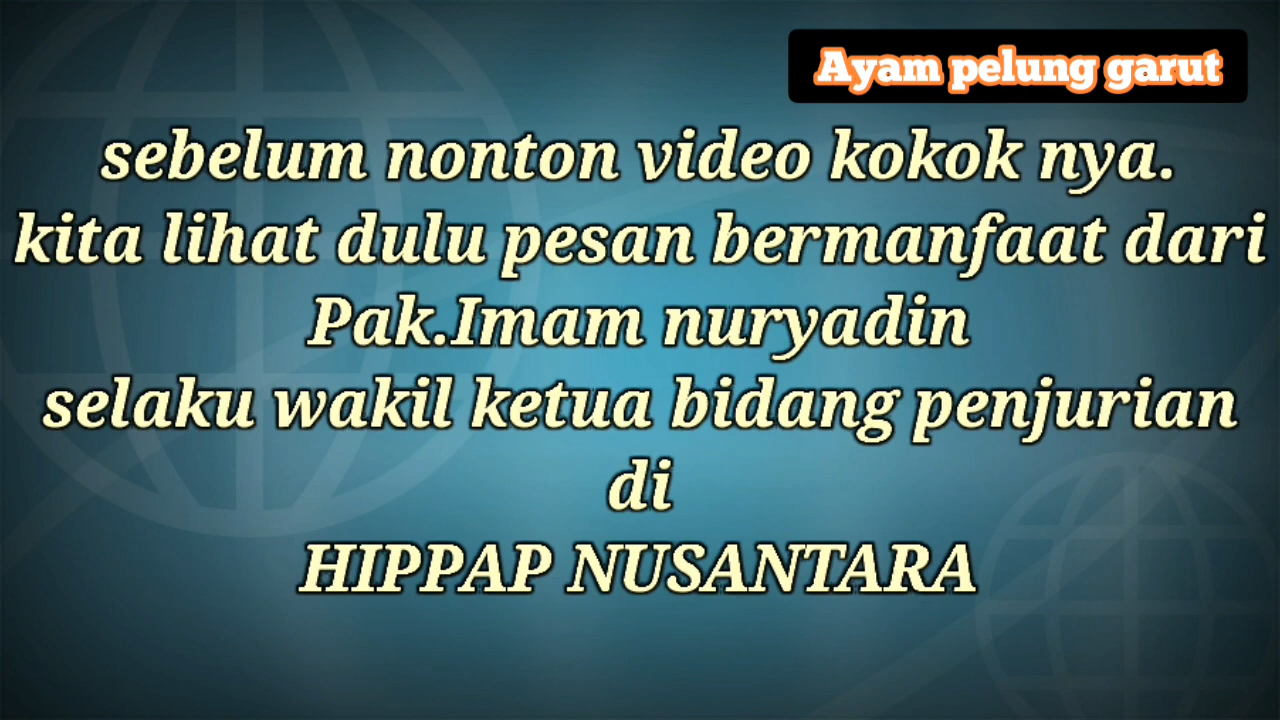 Ayam pelung garut
sebelum nonton video kokok nya.
kita lihat dulu pesan bermanfaat dari
Pak.Imam nuryadin
selaku wakil ketua bidang penjurian
di
HIPPAP NUSANTARA